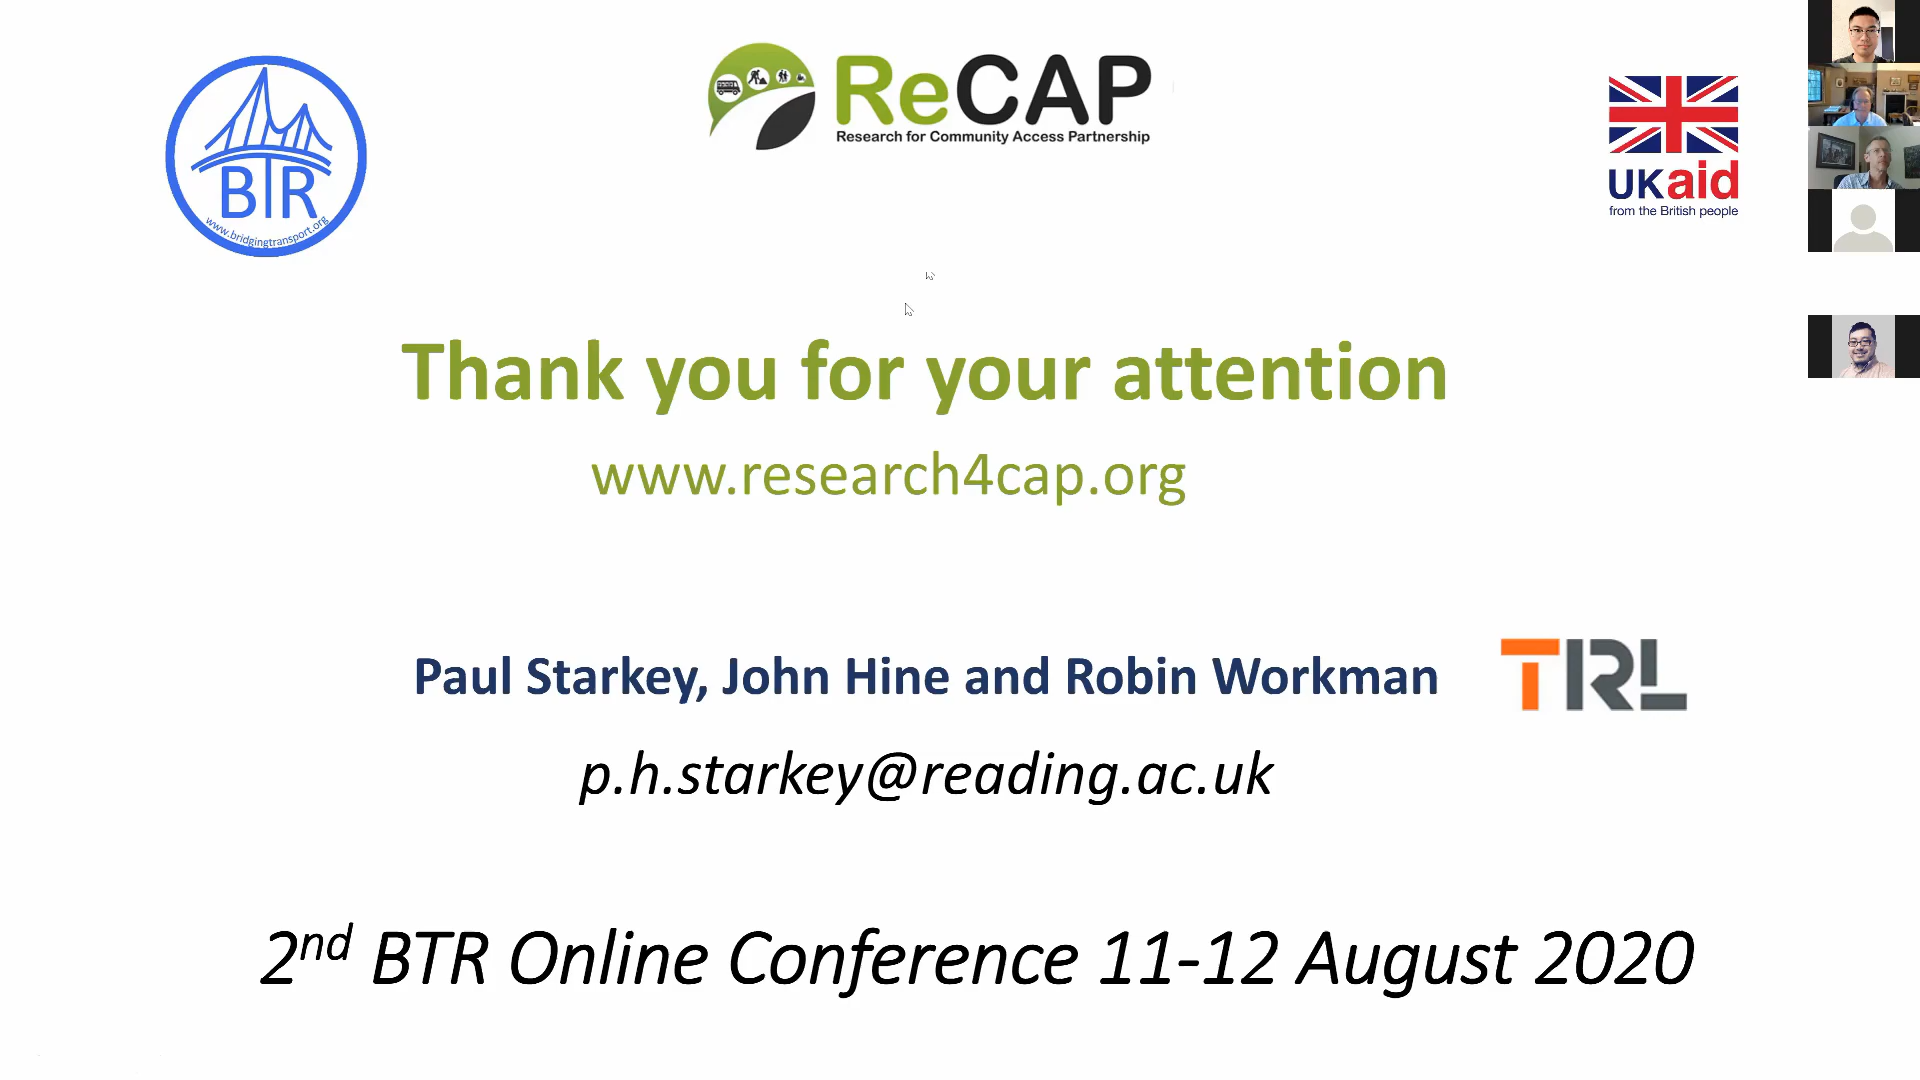 BTR
www.bridgingtransport.org
ReCAP
Research for Community Access Partnership
UKaid
from the British people
Thank you for your attention
www.research4cap.org
Paul Starkey, John Hine and Robin Workman
TRL
p.h.starkey@reading.ac.uk
2nd BTR Online Conference 11-12 August 2020